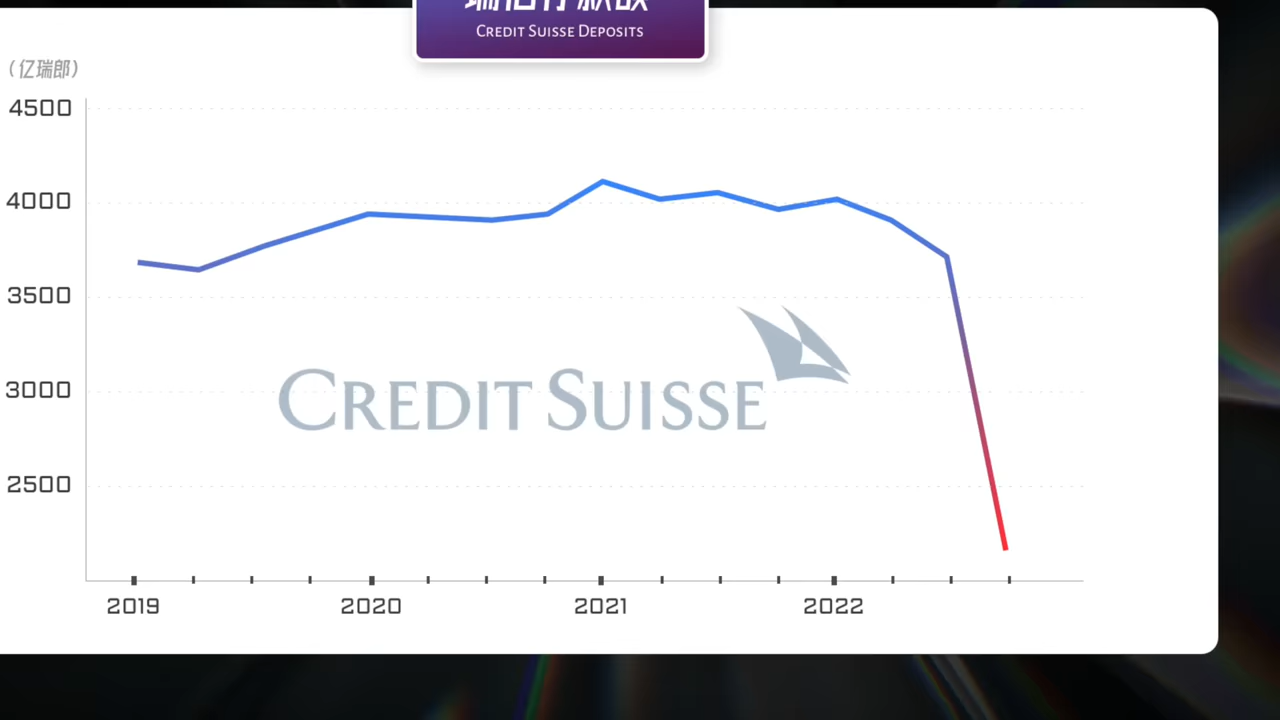 CREDIT SUISSE DEPOSITS
(亿瑞郎)
4500
4000
3500
3000
2500
CREDIT SUISSE
2019 2020 2021 2022